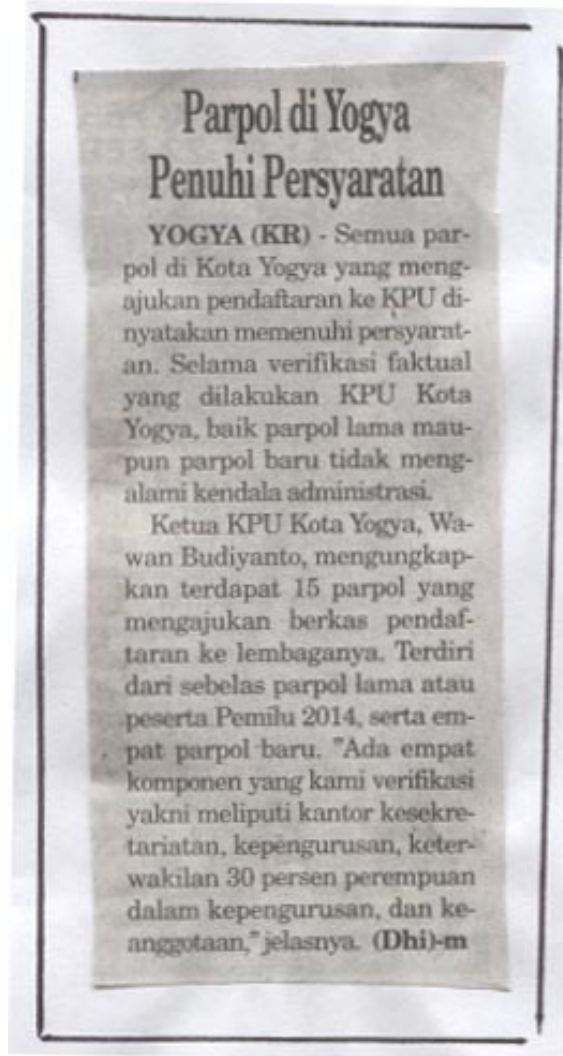 Parpol di Yogya
Penuhi Persyaratan
YOGYA (KR) - Semua par-
pol di Kota Yogya yang meng-
ajukan pendaftaran ke KPU di-
nyatakan memenuhi persyarat-
an. Selama verifikasi faktual
yang dilakukan KPU Kota
Yogya, baik parpol lama mau-
pun parpol baru tidak meng-
alami kendala administrasi.
Ketua KPU Kota Yogya, Wa-
wan Budiyanto, mengungkap-
kan terdapat 15 parpol yang
mengajukan berkas pendaf-
taran ke lembaganya. Terdiri
dari sebelas parpol lama atau
peserta Pemilu 2014, serta em-
pat parpol baru. "Ada empat
komponen yang kami verifikasi
yakni meliputi kantor kesekre-
tariatan, kepengurusan, keter-
wakilan 30 persen perempuan
dalam kepengurusan, dan ke-
anggotaan," jelasnya. (Dhi)-m